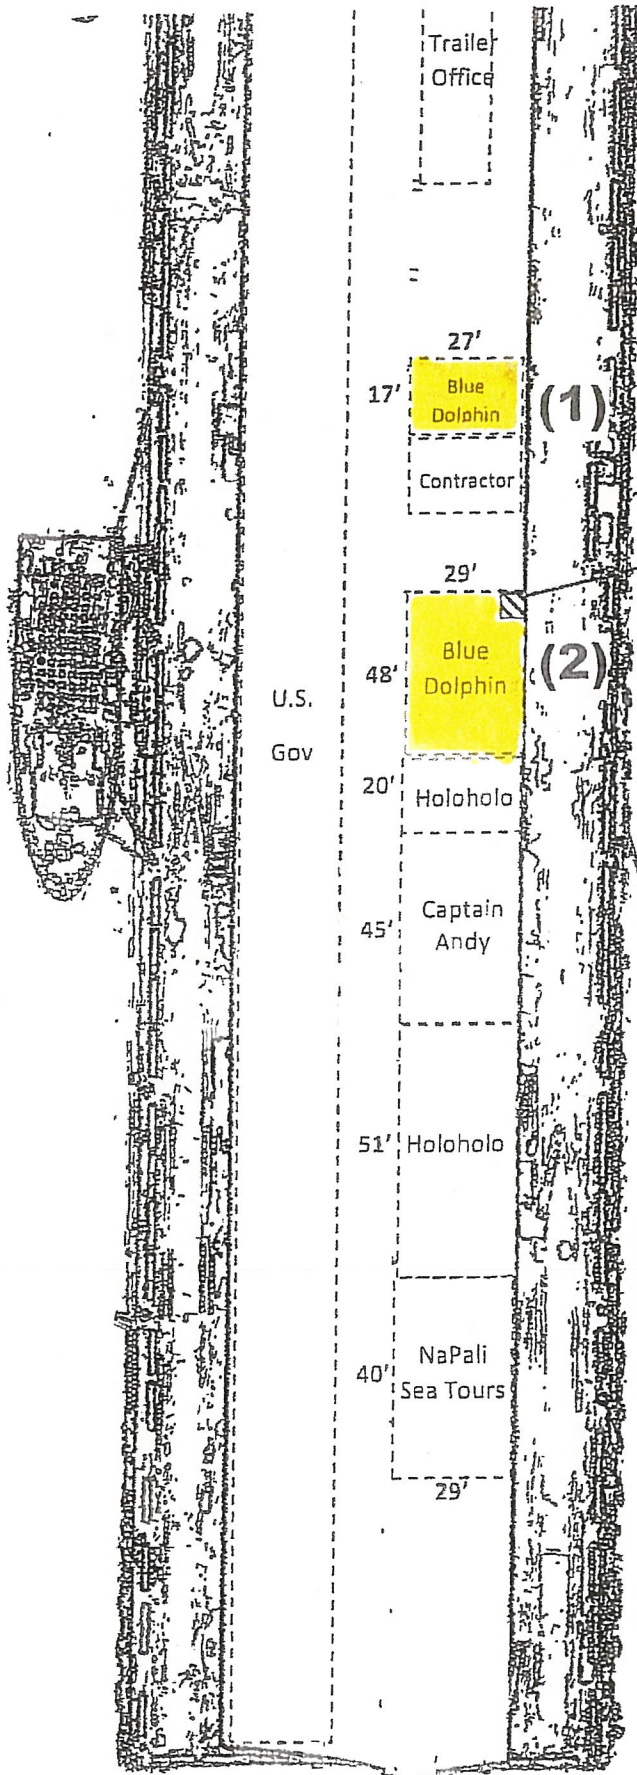 Trailer
Office
27'
17'
Blue
Dolphin
(1)
Contractor
29'
48'
Blue
Dolphin
(2)
U.S.
Gov
20'
Holoholo
45'
Captain
Andy
51'
Holoholo
40'
NaPali
Sea Tours
29'